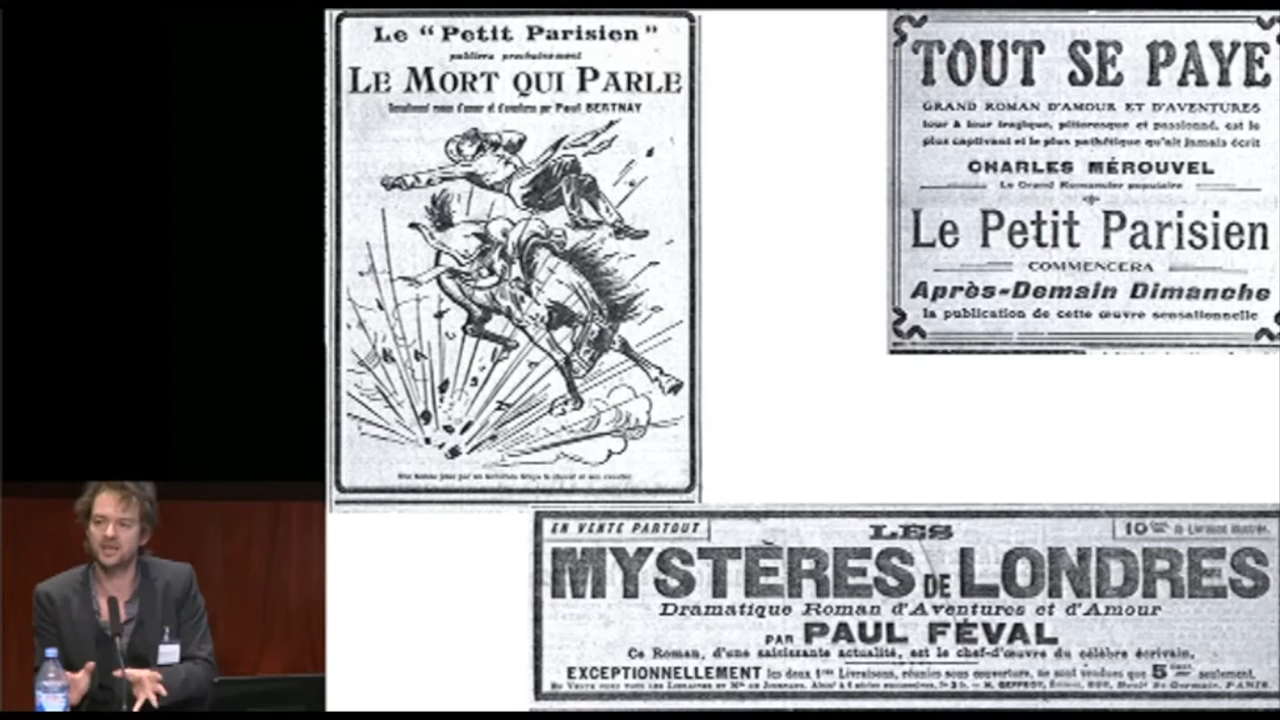 Le “Petit Parisien”
publiera prochainement
LE MORT QUI PARLE
Sensationnel roman d'amour et d'aventures par Paul BERTNAY
TOUT SE PAYE
GRAND ROMAN D'AMOUR ET D'AVENTURES
tour à tour tragique, pittoresque et passionné, est le
plus captivant et le plus pathétique qu'ait jamais écrit
CHARLES MÉROUVEL
Le Grand Romancier populaire
Le Petit Parisien
COMMENCERA
Après-Demain Dimanche
la publication de cette œuvre sensationnelle
EN VENTE PARTOUT
LES
10
MYSTÈRES DE LONDRES
Dramatique Roman d'Aventures et d'Amour
PAR PAUL FÉVAL
Ce Roman, d'une saisissante actualité, est le chef-d'œuvre du célèbre écrivain.
EXCEPTIONNELLEMENT les deux 1res Livraisons, réunies sous couverture, ne sont vendues que 5 seulement.